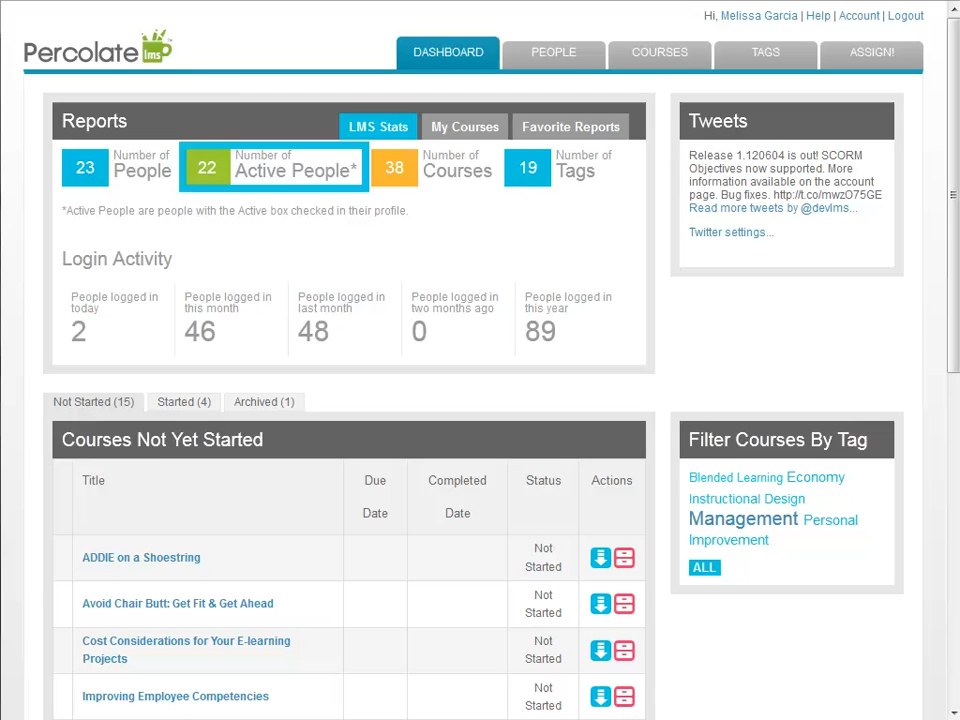 Hi, Melissa Garcia | Help | Account | Logout
Percolate lms™
DASHBOARD PEOPLE COURSES TAGS ASSIGN!
Reports
LMS Stats My Courses Favorite Reports
23 Number of People
22 Number of Active People*
38 Number of Courses
19 Number of Tags
*Active People are people with the Active box checked in their profile.
Login Activity
People logged in today
2
People logged in this month
46
People logged in last month
48
People logged in two months ago
0
People logged in this year
89
Tweets
Release 1.120604 is out! SCORM
Objectives now supported. More
information available on the account
page. Bug fixes. http://t.co/mwzO75GE
Read more tweets by @devlms...
Twitter settings...
Not Started (15) Started (4) Archived (1)
Courses Not Yet Started
Title Due Date Completed Date Status Actions
ADDIE on a Shoestring Not Started
Avoid Chair Butt: Get Fit & Get Ahead Not Started
Cost Considerations for Your E-learning Projects Not Started
Improving Employee Competencies Not Started
Filter Courses By Tag
Blended Learning Economy
Instructional Design
Management Personal
Improvement
ALL